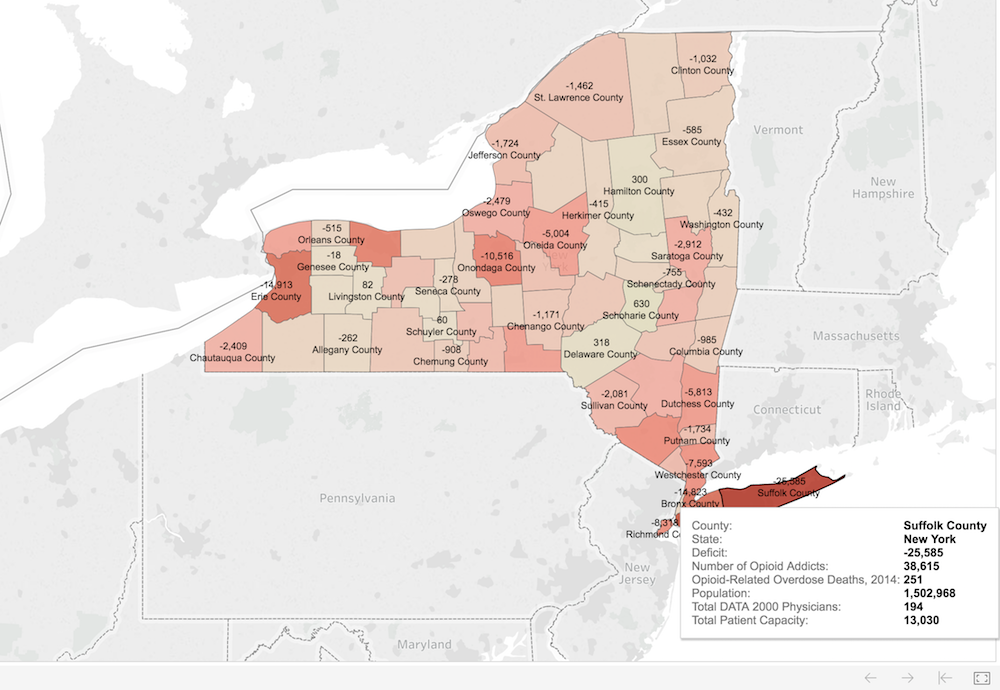 -1,032
Clinton County
-1,462
St. Lawrence County
-585
Essex County
Vermont
-1,724
Jefferson County
New
Hampshire
300
Hamilton County
-2,479
Oswego County
-415
Herkimer County
-432
Washington County
-515
Orleans County
-5,004
Oneida County
-2,912
Saratoga County
-18
Genesee County
-10,516
Onondaga County
-755
Schenectady County
-14,913
Erie County
82
Livingston County
-278
Seneca County
630
Schoharie County
60
Schuyler County
-1,171
Chenango County
Massachusetts
-2,409
Chautauqua County
-262
Allegany County
-908
Chemung County
318
Delaware County
-985
Columbia County
-2,081
Sullivan County
-5,813
Dutchess County
Connecticut
Rhode
Island
-1,734
Putnam County
-7,593
Westchester County
-25,585
Suffolk County
Pennsylvania
-14,823
Bronx County
-8,318
Richmond Co
County: Suffolk County
State: New York
Deficit: -25,585
Number of Opioid Addicts: 38,615
Opioid-Related Overdose Deaths, 2014: 251
Population: 1,502,968
Total DATA 2000 Physicians: 194
Total Patient Capacity: 13,030
New
Jersey
Maryland